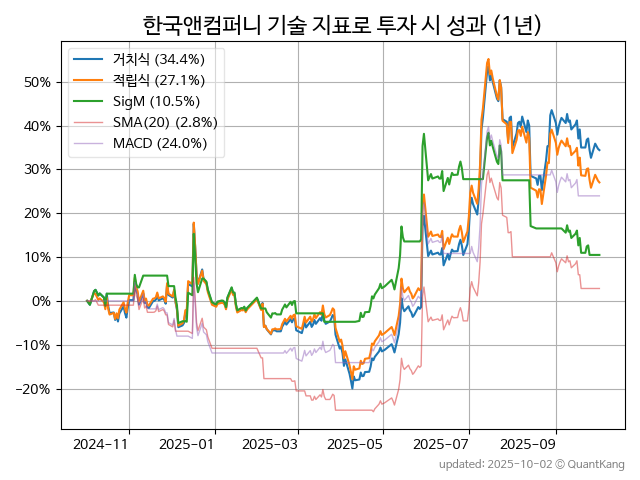 한국앤컴퍼니 기술 지표로 투자 시 성과 (1년)
거치식 (34.4%)
적립식 (27.1%)
SigM (10.5%)
SMA(20) (2.8%)
MACD (24.0%)
50%
40%
30%
20%
10%
0%
−10%
−20%
2024-11
2025-01
2025-03
2025-05
2025-07
2025-09
updated: 2025-10-02 © QuantKang